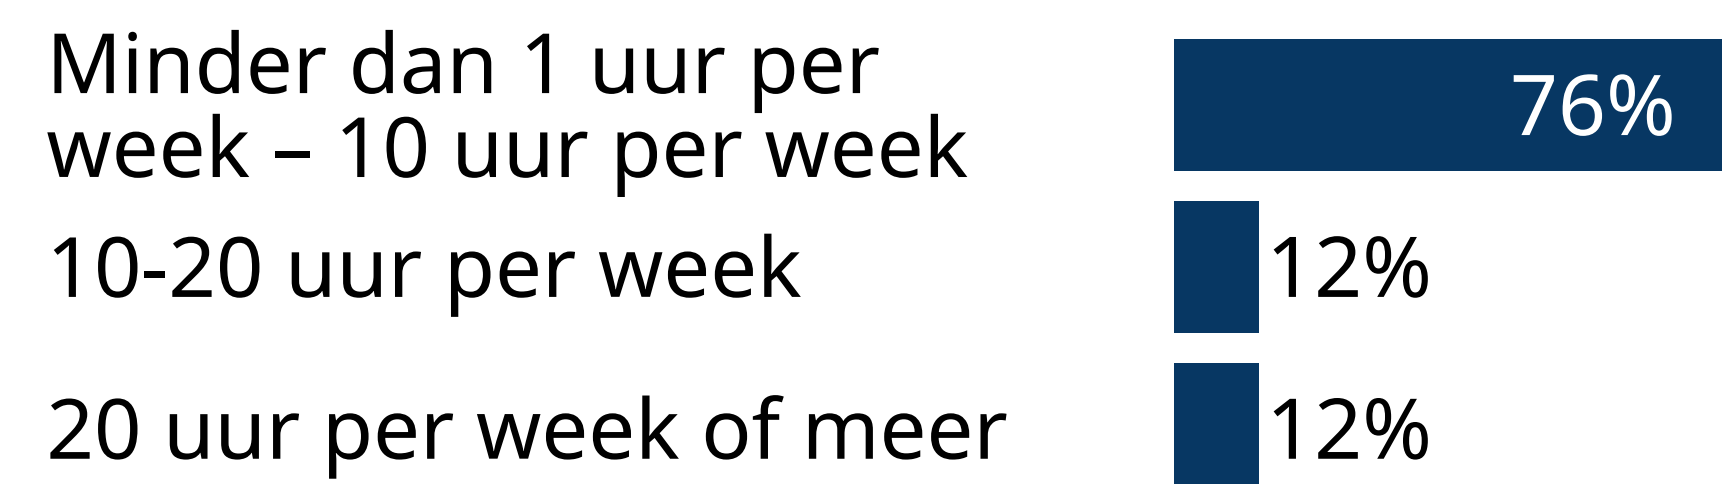 Minder dan 1 uur per
week – 10 uur per week
76%
10-20 uur per week
12%
20 uur per week of meer
12%